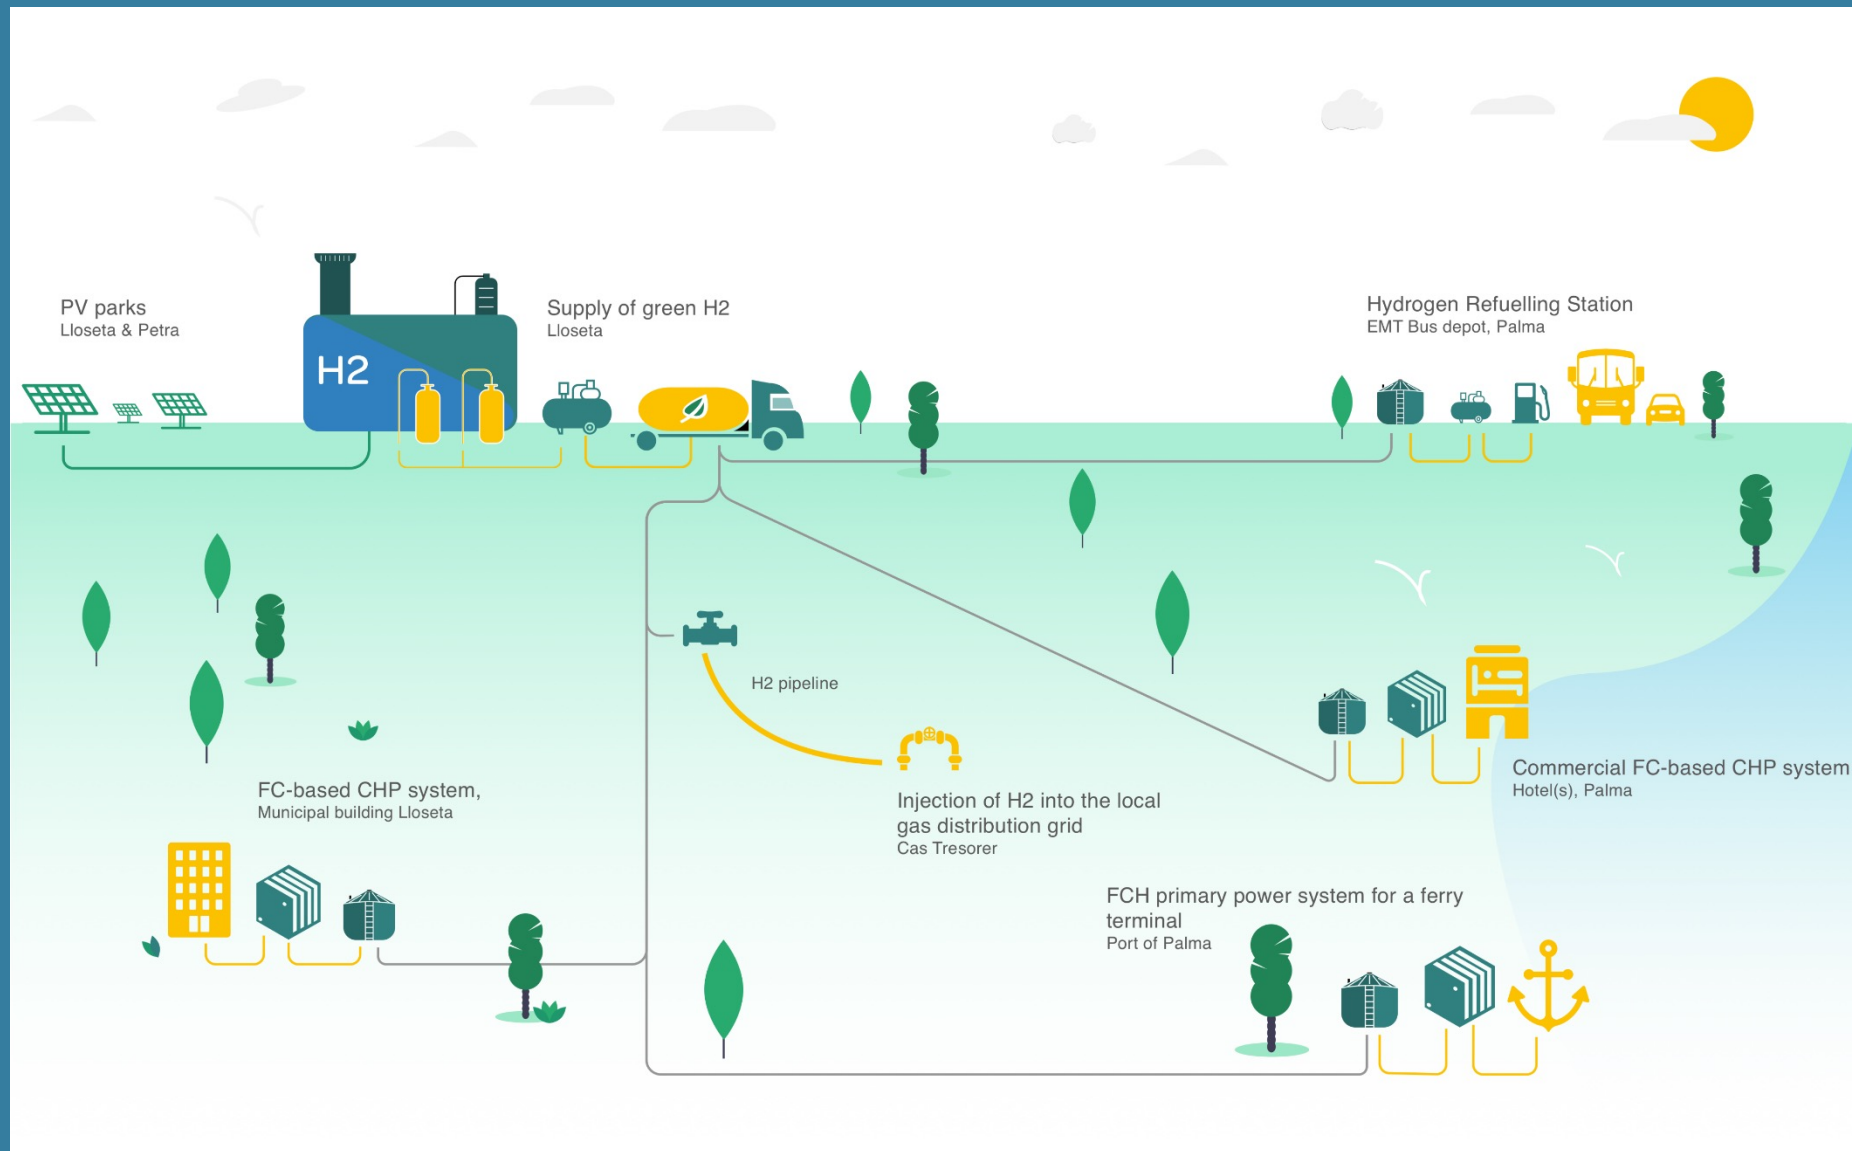 PV parks
Lloseta & Petra
H2
Supply of green H2
Lloseta
Hydrogen Refuelling Station
EMT Bus depot, Palma
H2 pipeline
Commercial FC-based CHP system
Hotel(s), Palma
FC-based CHP system,
Municipal building Lloseta
Injection of H2 into the local
gas distribution grid
Cas Tresorer
FCH primary power system for a ferry
terminal
Port of Palma